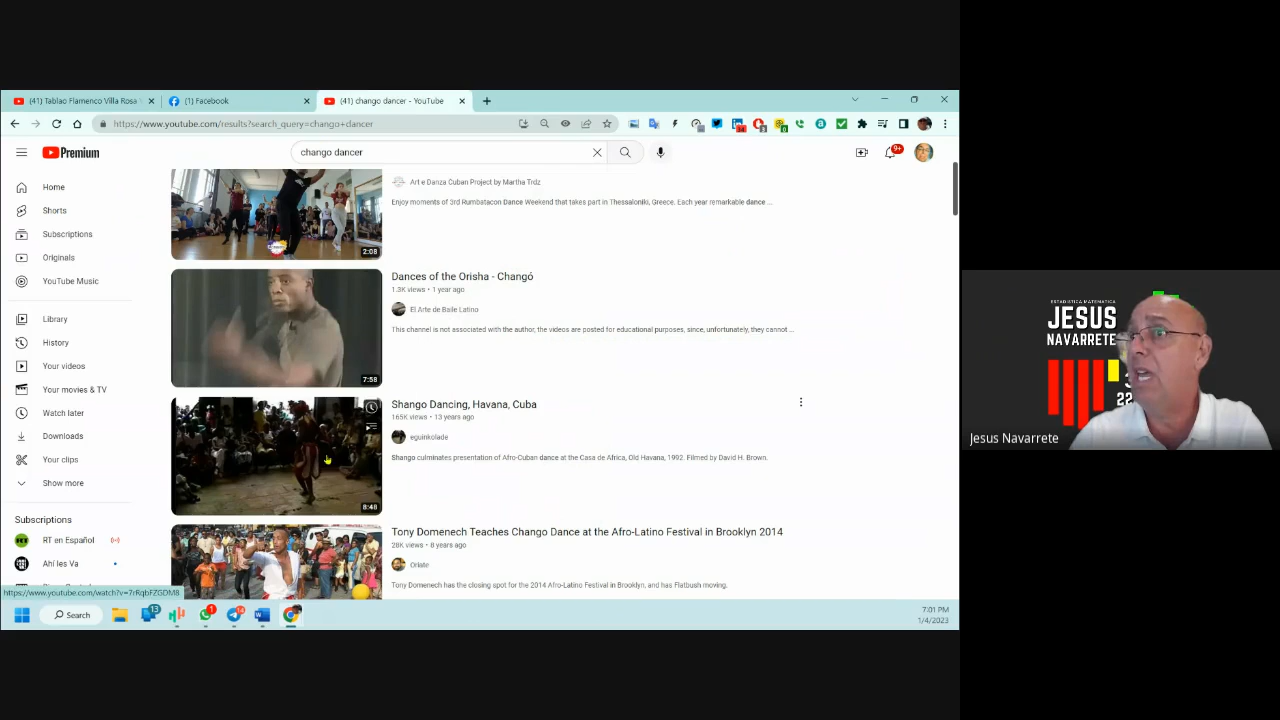 (41) Tablao Flamenco Villa Rosa
(1) Facebook
(41) chango dancer - YouTube
https://www.youtube.com/results?search_query=chango+dancer
Premium
chango dancer
9+
Home
Shorts
Subscriptions
Originals
YouTube Music
Library
History
Your videos
Your movies & TV
Watch later
Downloads
Your clips
Show more
Subscriptions
RT en Español
Ahí les Va
Art e Danza Cuban Project by Martha Trdz
Enjoy moments of 3rd Rumbatacon Dance Weekend that takes part in Thessaloniki, Greece. Each year remarkable dance ...
2:08
Dances of the Orisha - Changó
1.3K views • 1 year ago
El Arte de Baile Latino
This channel is not associated with the author, the videos are posted for educational purposes, since, unfortunately, they cannot ...
7:58
Shango Dancing, Havana, Cuba
165K views • 13 years ago
eguinkolade
Shango culminates presentation of Afro-Cuban dance at the Casa de Africa, Old Havana, 1992. Filmed by David H. Brown.
8:48
Tony Domenech Teaches Chango Dance at the Afro-Latino Festival in Brooklyn 2014
28K views • 8 years ago
Oriate
Tony Domenech has the closing spot for the 2014 Afro-Latino Festival in Brooklyn, and has Flatbush moving.
https://www.youtube.com/watch?v=7rRqbFZGDM8
Search
13
1
7:01 PM
1/4/2023
ESTADISTICA MATEMATICA
JESUS
NAVARRETE
22
Jesus Navarrete